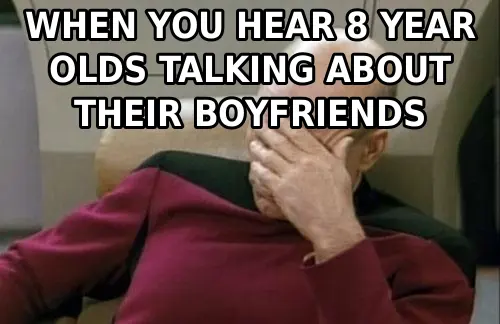 WHEN YOU HEAR 8 YEAR
OLDS TALKING ABOUT
THEIR BOYFRIENDS